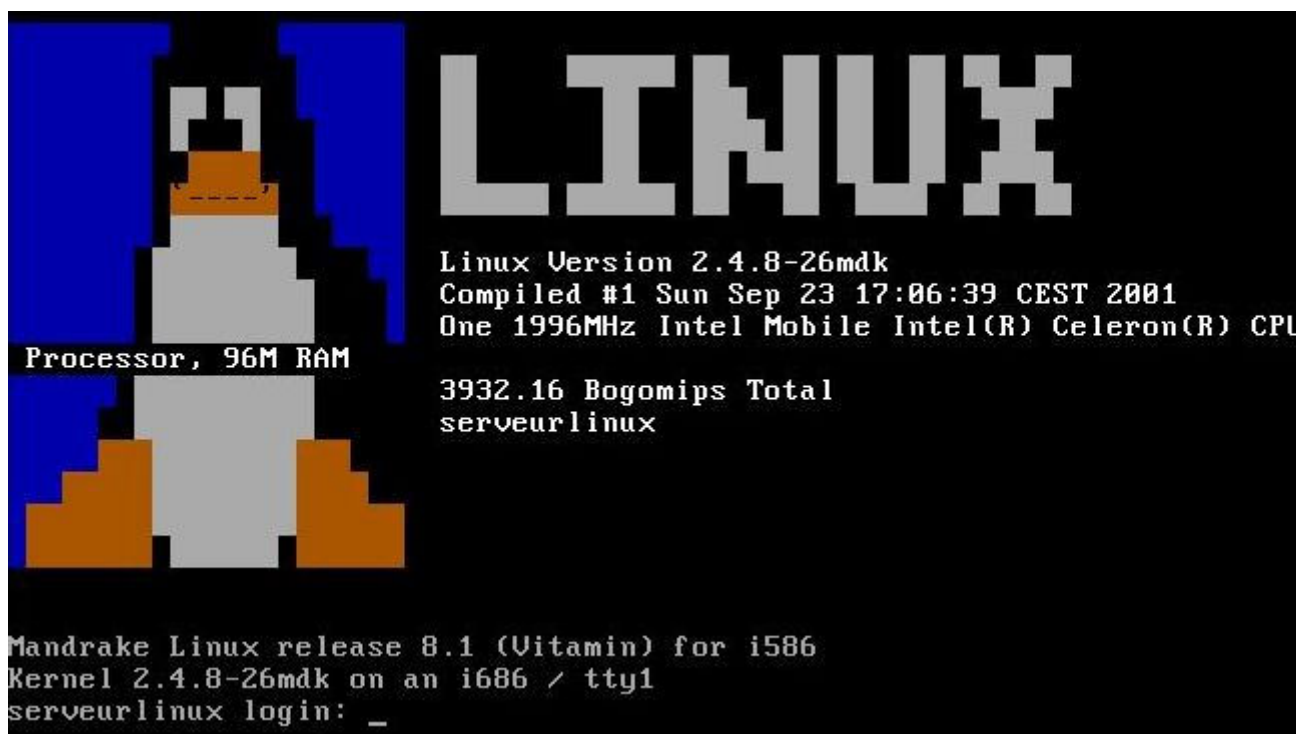 LINUX
Linux Version 2.4.8-26mdk
Compiled #1 Sun Sep 23 17:06:39 CEST 2001
One 1996MHz Intel Mobile Intel(R) Celeron(R) CPU
Processor, 96M RAM
3932.16 Bogomips Total
serveurlinux
Mandrake Linux release 8.1 (Vitamin) for i586
Kernel 2.4.8-26mdk on an i686 / tty1
serveurlinux login: _